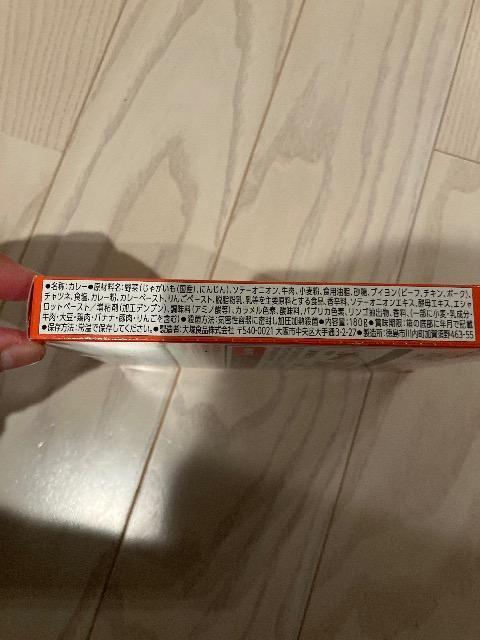 ●名称:カレー●原材料名:野菜(じゃがいも(国産)、にんじん)、ソテーオニオン、牛肉、小麦粉、食用油脂、砂糖、ブイヨン(ビーフ、チキン、ポーク)、
チャツネ、食塩、カレー粉、カレーペースト、りんごペースト、脱脂粉乳、乳等を主要原料とする食品、香辛料、ソテーオニオンエキス、酵母エキス、エシャ
ロットペースト/増粘剤(加工デンプン)、調味料(アミノ酸等)、カラメル色素、酸味料、パプリカ色素、リンゴ抽出物、香料、(一部に小麦・乳成分・
牛肉・大豆・鶏肉・バナナ・豚肉・りんごを含む)●殺菌方法:気密性容器に密封し、加圧加熱殺菌●内容量:180g●賞味期限:箱の底部に年月で記載
●保存方法:常温で保存してください。●製造者:大塚食品株式会社 〒540-0021 大阪市中央区大手通3-2-27●製造所:徳島市川内町加賀須野463-55